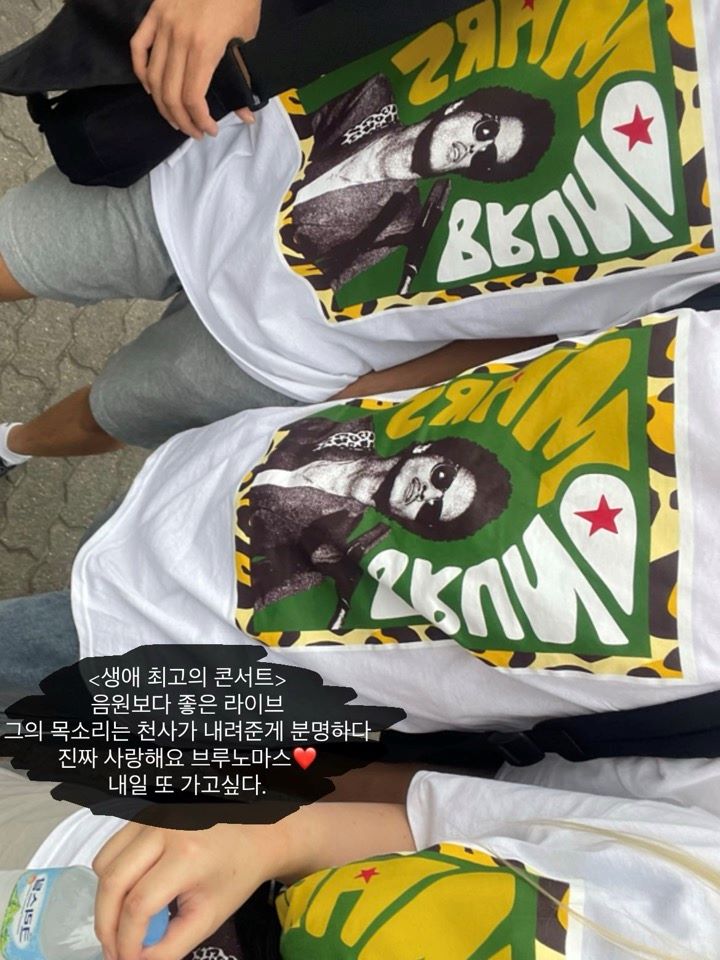 MARS
BRUNO
MARS
BRUNO
<생애 최고의 콘서트>
음원보다 좋은 라이브
그의 목소리는 천사가 내려준게 분명하다
진짜 사랑해요 브루노마스❤️
내일 또 가고싶다.